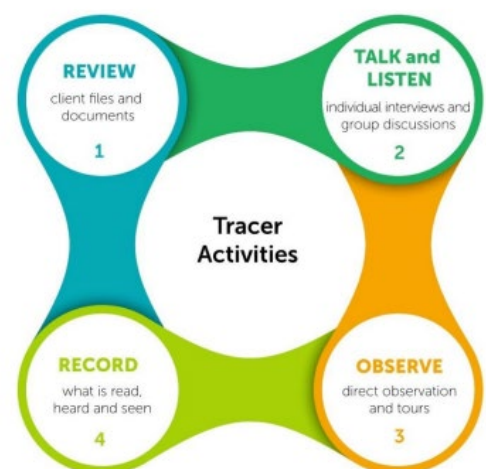 REVIEW
client files and
documents
1
TALK and
LISTEN
individual interviews and
group discussions
2
Tracer
Activities
RECORD
what is read,
heard and seen
4
OBSERVE
direct observation
and tours
3